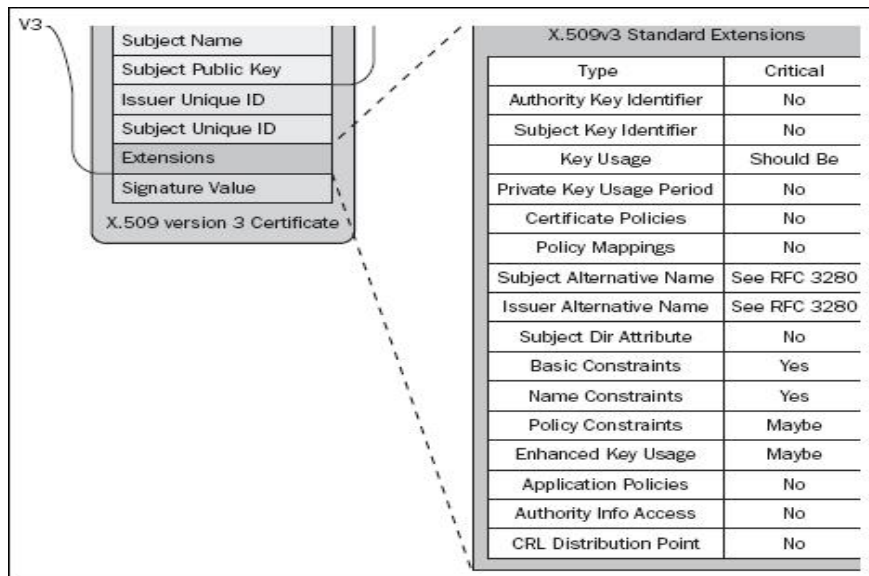 V3
Subject Name
Subject Public Key
Issuer Unique ID
Subject Unique ID
Extensions
Signature Value
X.509 version 3 Certificate
X.509v3 Standard Extensions
Type Critical
Authority Key Identifier No
Subject Key Identifier No
Key Usage Should Be
Private Key Usage Period No
Certificate Policies No
Policy Mappings No
Subject Alternative Name See RFC 3280
Issuer Alternative Name See RFC 3280
Subject Dir Attribute No
Basic Constraints Yes
Name Constraints Yes
Policy Constraints Maybe
Enhanced Key Usage Maybe
Application Policies No
Authority Info Access No
CRL Distribution Point No